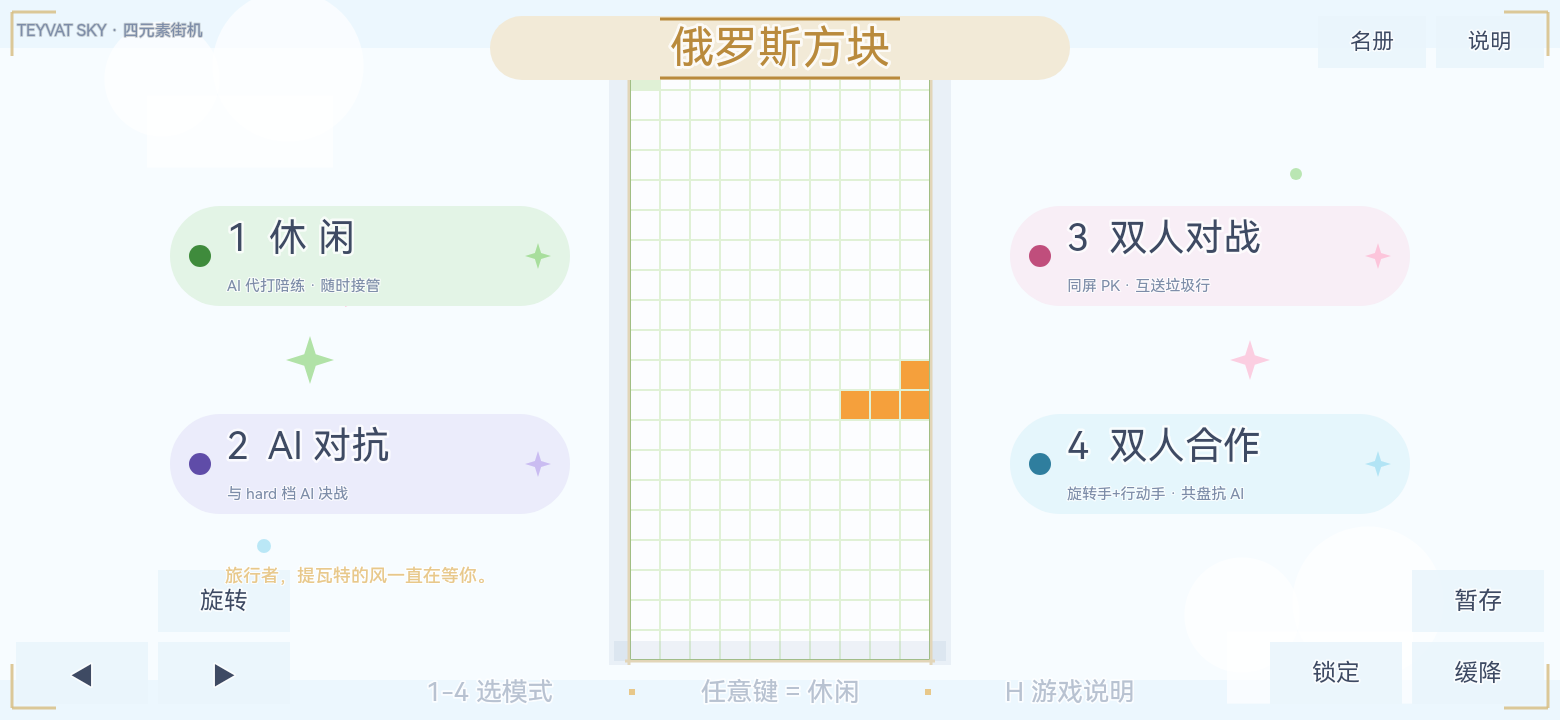 TEYVAT SKY · 四元素街机
俄罗斯方块
名册
说明
1 休 闲
AI 代打陪练 · 随时接管
2 AI 对抗
与 hard 档 AI 决战
3 双人对战
同屏 PK · 互送垃圾行
4 双人合作
旋转手+行动手 · 共盘抗 AI
旅行者，提瓦特的风一直在等你。
旋转
暂存
锁定
缓降
1-4 选模式
任意键 = 休闲
H 游戏说明